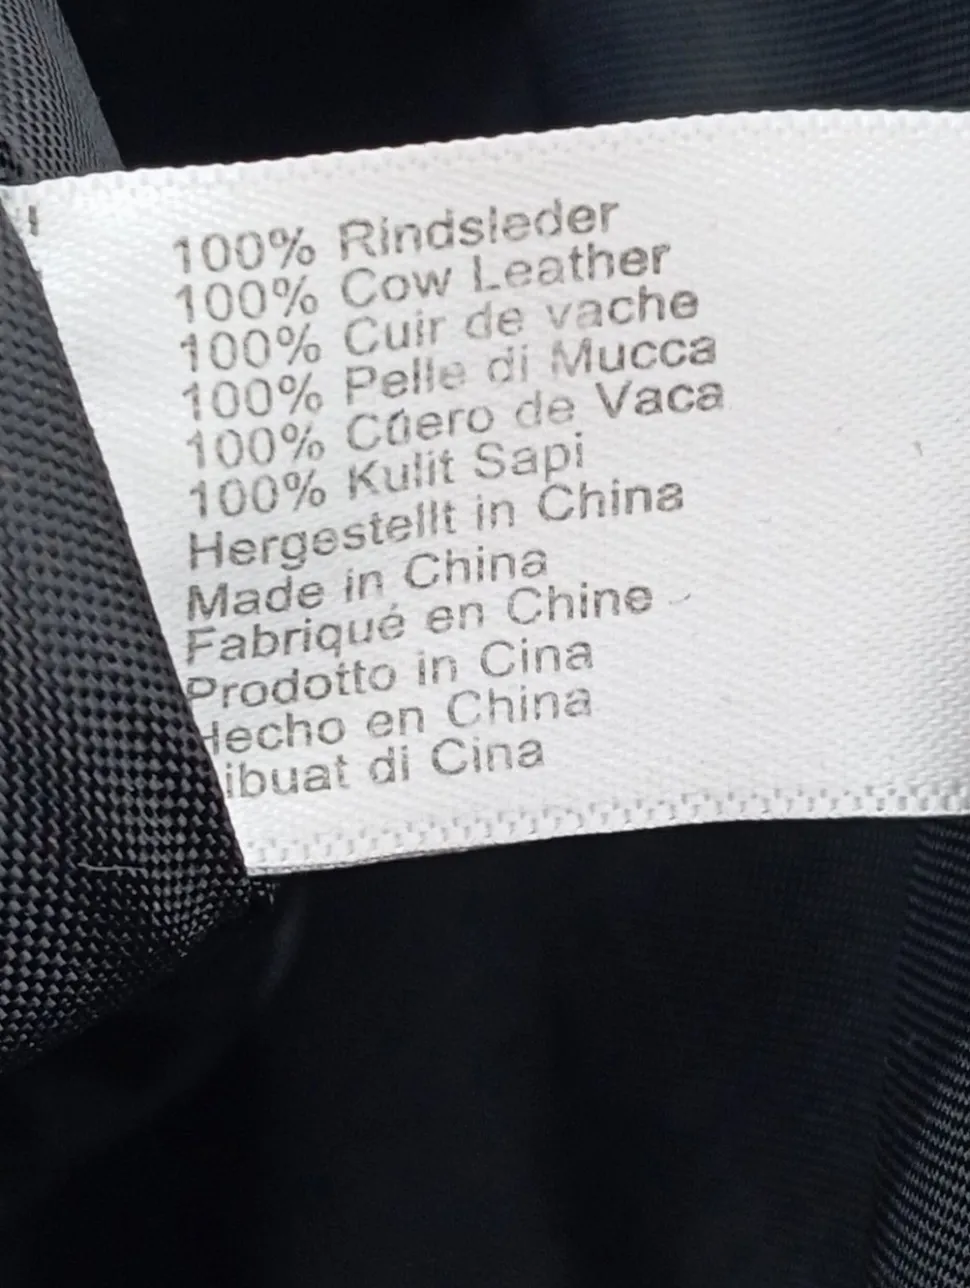 100% Rindsleder
100% Cow Leather
100% Cuir de vache
100% Pelle di Mucca
100% Cúero de Vaca
100% Kulit Sapi
Hergestellt in China
Made in China
Fabriqué en Chine
Prodotto in Cina
Hecho en China
ibuat di Cina